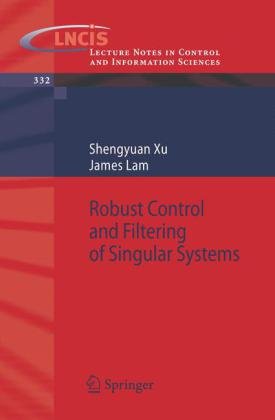 LNCIS
LECTURE NOTES IN CONTROL
AND INFORMATION SCIENCES
332
Shengyuan Xu
James Lam
Robust Control
and Filtering
of Singular Systems
Springer